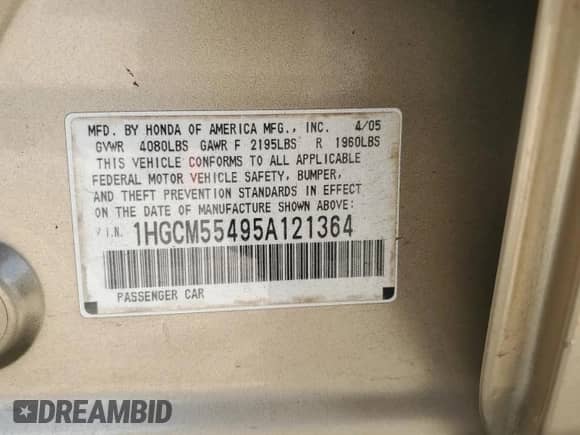 MFD. BY HONDA OF AMERICA MFG., INC. 4/05
GVWR 4080LBS GAWR F 2195LBS R 1960LBS
THIS VEHICLE CONFORMS TO ALL APPLICABLE
FEDERAL MOTOR VEHICLE SAFETY, BUMPER,
AND THEFT PREVENTION STANDARDS IN EFFECT
ON THE DATE OF MANUFACTURE SHOWN ABOVE:
V.I.N. 1HGCM55495A121364
PASSENGER CAR
DREAMBID